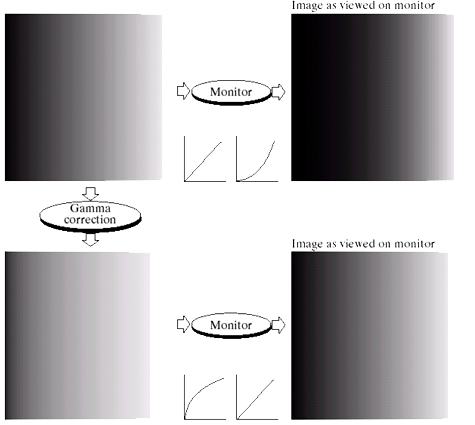 Image as viewed on monitor
Monitor
Gamma
correction
Image as viewed on monitor
Monitor